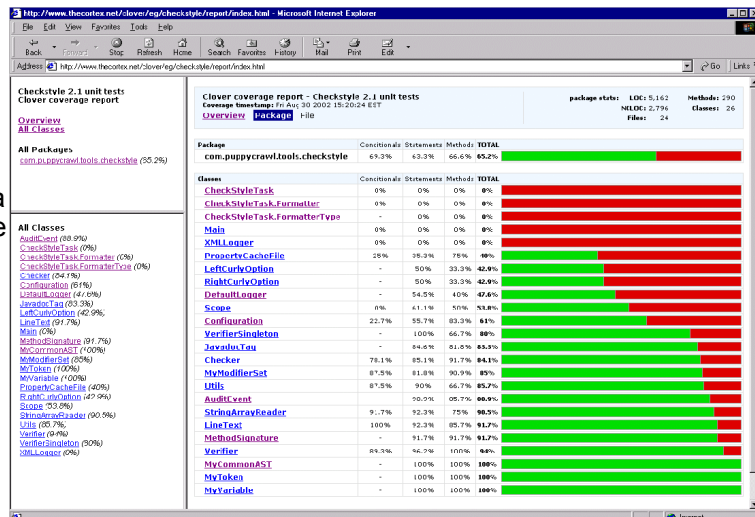 http://www.thecortex.net/clover/eg/checkstyle/report/index.html - Microsoft Internet Explorer
File Edit View Favorites Tools Help
Back Forward Stop Refresh Home Search Favorites History Mail Print Edit
Address http://www.thecortex.net/clover/eg/checkstyle/report/index.html Go Links
Checkstyle 2.1 unit tests
Clover coverage report
Overview
All Classes
All Packages
com.puppycrawl.tools.checkstyle (65.2%)
a
e
All Classes
AuditEvent (88.9%)
CheckStyleTask (0%)
CheckStyleTask.Formatter (0%)
CheckStyleTask.FormatterType (0%)
Checker (84.1%)
Configuration (61%)
DefaultLogger (47.6%)
JavadocTag (83.3%)
LeftCurlyOption (42.9%)
LineText (91.7%)
Main (0%)
MethodSignature (91.7%)
MyCommonAST (100%)
MyModifierSet (85%)
MyToken (100%)
MyVariable (100%)
PropertyCacheFile (40%)
RightCurlyOption (42.9%)
Scope (53.8%)
StringArrayReader (90.5%)
Utils (85.7%)
Verifier (94%)
VerifierSingleton (80%)
XMLLogger (0%)
Clover coverage report - Checkstyle 2.1 unit tests
Coverage timestamp: Fri Aug 30 2002 15:20:24 EST
Overview Package File
package stats: LOC: 5,162 Methods: 290
NCLOC: 2,796 Classes: 26
Files: 24
Package Conditionals Statements Methods TOTAL
com.puppycrawl.tools.checkstyle 69.3% 63.3% 66.6% 65.2%
Classes Conditionals Statements Methods TOTAL
CheckStyleTask 0% 0% 0% 0%
CheckStyleTask.Formatter 0% 0% 0% 0%
CheckStyleTask.FormatterType - 0% 0% 0%
Main 0% 0% 0% 0%
XMLLogger 0% 0% 0% 0%
PropertyCacheFile 25% 35.3% 75% 40%
LeftCurlyOption - 50% 33.3% 42.9%
RightCurlyOption - 50% 33.3% 42.9%
DefaultLogger - 54.5% 40% 47.6%
Scope 0% 61.1% 50% 53.8%
Configuration 22.7% 55.7% 83.3% 61%
VerifierSingleton - 100% 66.7% 80%
JavadocTag - 84.6% 81.8% 83.3%
Checker 78.1% 85.1% 91.7% 84.1%
MyModifierSet 87.5% 81.8% 90.9% 85%
Utils 87.5% 90% 66.7% 85.7%
AuditEvent - 90.9% 85.7% 88.9%
StringArrayReader 91.7% 92.3% 75% 90.5%
LineText 100% 92.3% 85.7% 91.7%
MethodSignature - 91.7% 91.7% 91.7%
Verifier 89.3% 96.2% 100% 94%
MyCommonAST - 100% 100% 100%
MyToken - 100% 100% 100%
MyVariable - 100% 100% 100%
Internet